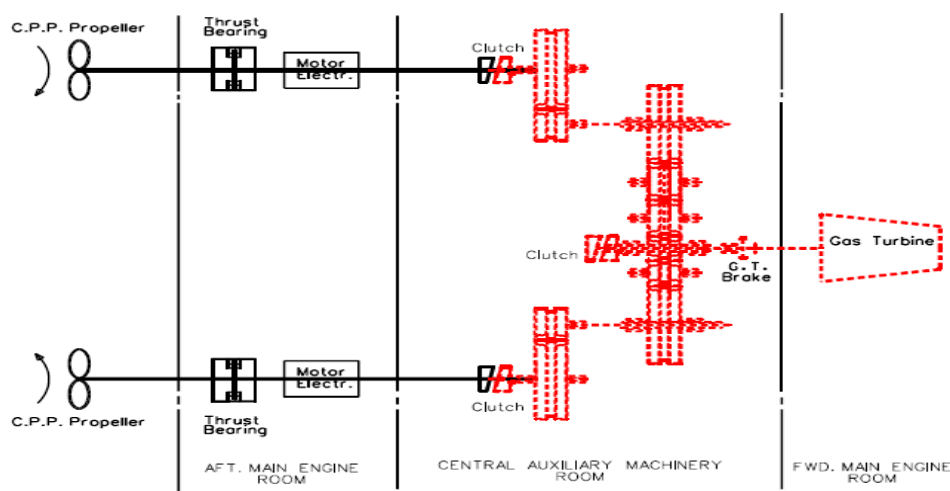 C.P.P. Propeller
Thrust
Bearing
Motor
Electr.
Clutch
Clutch
G.T.
Brake
Gas Turbine
Motor
Electr.
Clutch
C.P.P. Propeller
Thrust
Bearing
AFT. MAIN ENGINE
ROOM
CENTRAL AUXILIARY MACHINERY
ROOM
FWD. MAIN ENGINE
ROOM